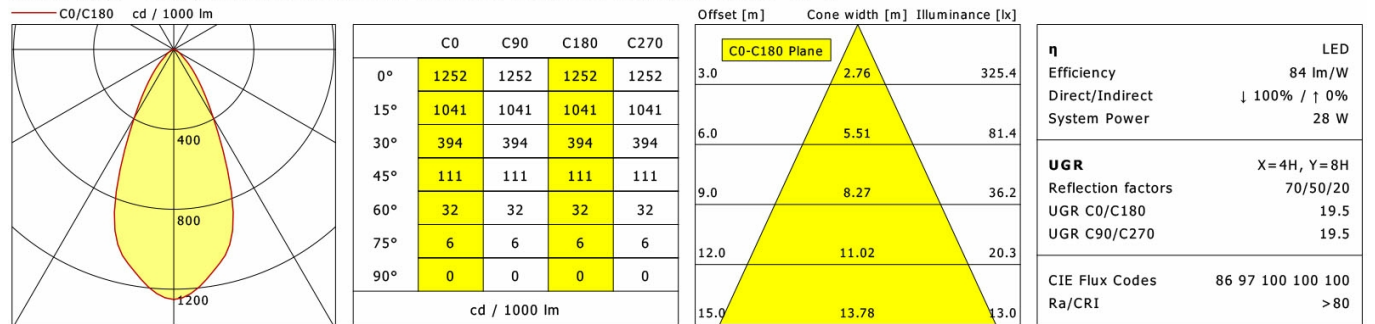 C0/C180 cd / 1000 lm
400
800
1200
C0 C90 C180 C270
0° 1252 1252 1252 1252
15° 1041 1041 1041 1041
30° 394 394 394 394
45° 111 111 111 111
60° 32 32 32 32
75° 6 6 6 6
90° 0 0 0 0
cd / 1000 lm
Offset [m] Cone width [m] Illuminance [lx]
C0-C180 Plane
3.0 2.76 325.4
6.0 5.51 81.4
9.0 8.27 36.2
12.0 11.02 20.3
15.0 13.78 13.0
η LED
Efficiency 84 lm/W
Direct/Indirect ↓ 100% / ↑ 0%
System Power 28 W
UGR X=4H, Y=8H
Reflection factors 70/50/20
UGR C0/C180 19.5
UGR C90/C270 19.5
CIE Flux Codes 86 97 100 100 100
Ra/CRI >80